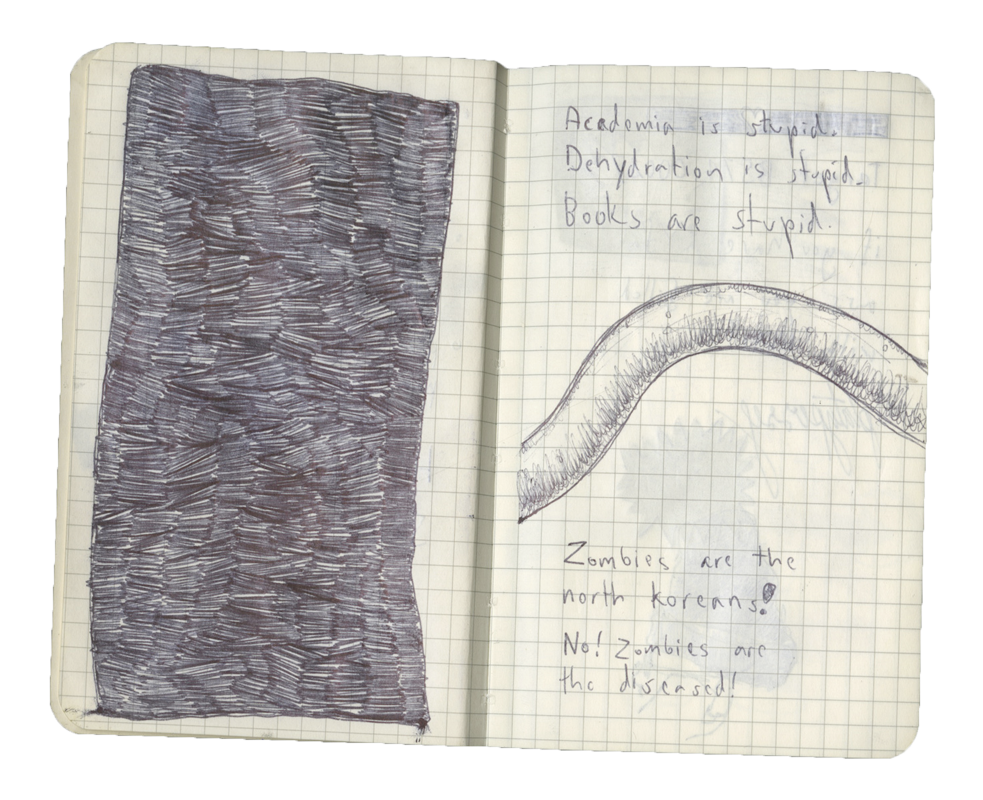 Academia is stupid.
Dehydration is stupid.
Books are stupid.
Zombies are the
north koreans!
No! Zombies are
the diseased!